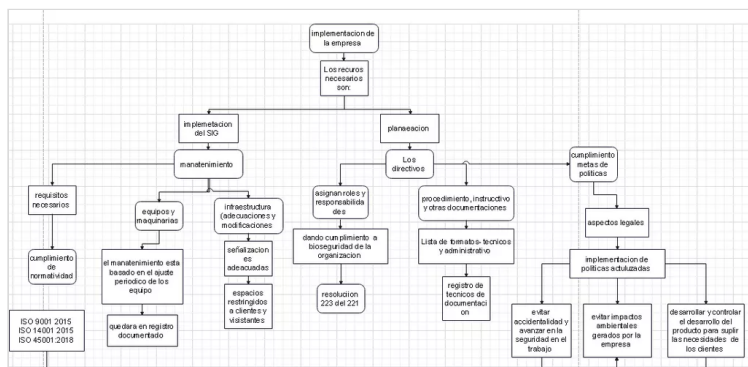 implementacion de
la empresa
Los recuros
necesarios
son:
implemetacion
del SIG
planaeacion
manatenimiento
Los
directivos
cumplimiento
metas de
politicas
requisitos
necesarios
equipos y
maquinarias
infraestructura
(adecuaciones y
modificaciones
asignan roles y
responsabilida
des
procedimiento, instructivo
y otras documentaciones
aspectos legales
cumplimiento
de
normatividad
el manatenimiento esta
basado en el ajuste
periodico de los
equipo
señalizacion
es
adeacuadas
dando cumplimiento a
bioseguridad de la
organizacion
Lista de formatos- tecnicos
y administrativo
implementacion de
politicas actuluzadas
espacios
restringidos
a clientes y
visistantes
resolucion
223 del 221
registro de
tecnicos de
documentac
ion
ISO 9001 2015
ISO 14001 2015
ISO 45001:2018
quedara en registro
documentado
evitar
accidentalidad y
avanzar en la
seguridad en el
trabajo
evitar impactos
ambientales
gerados por la
empresa
desarrollar y controlar
el desarrollo del
producto para suplir
las necesidades de
los clientes